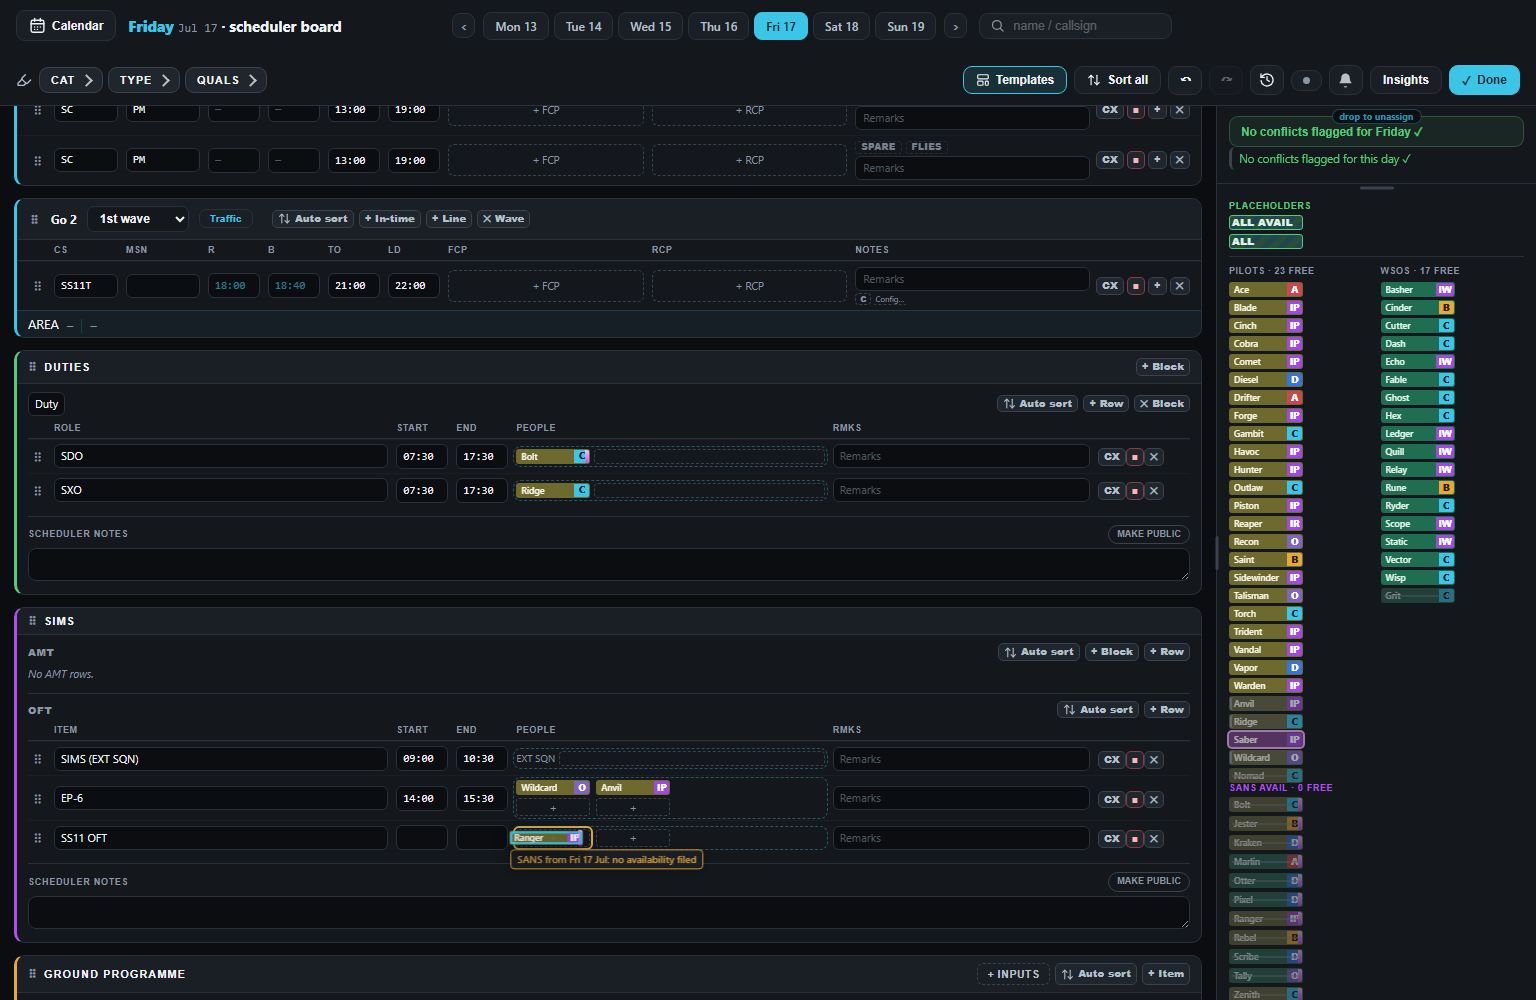 Calendar
Friday Jul 17 · scheduler board
‹ Mon 13 Tue 14 Wed 15 Thu 16 Fri 17 Sat 18 Sun 19 ›
name / callsign
CAT TYPE QUALS
Templates Sort all Insights ✓ Done
SC PM – – 13:00 19:00 + FCP + RCP Remarks CX + ✕
SC PM – – 13:00 19:00 + FCP + RCP SPARE FLIES Remarks CX + ✕
Go 2 1st wave Traffic Auto sort + In-time + Line ✕ Wave
CS MSN R B TO LD FCP RCP NOTES
SS11T 18:00 18:40 21:00 22:00 + FCP + RCP Remarks CX + ✕
C Config...
AREA – –
DUTIES + Block
Duty Auto sort + Row ✕ Block
ROLE START END PEOPLE RMKS
SDO 07:30 17:30 Bolt C Remarks CX ✕
SXO 07:30 17:30 Ridge C Remarks CX ✕
SCHEDULER NOTES MAKE PUBLIC
SIMS
AMT Auto sort + Block + Row
No AMT rows.
OFT Auto sort + Row
ITEM START END PEOPLE RMKS
SIMS (EXT SQN) 09:00 10:30 EXT SQN Remarks CX ✕
EP-6 14:00 15:30 Wildcard O Anvil IP + + Remarks CX ✕
SS11 OFT Ranger IP + Remarks CX ✕
SANS from Fri 17 Jul: no availability filed
SCHEDULER NOTES MAKE PUBLIC
GROUND PROGRAMME + INPUTS Auto sort + Item
drop to unassign
No conflicts flagged for Friday ✓
No conflicts flagged for this day ✓
PLACEHOLDERS
ALL AVAIL
ALL
PILOTS · 23 FREE
Ace A
Blade IP
Cinch IP
Cobra IP
Comet IP
Diesel D
Drifter A
Forge IP
Gambit C
Havoc IP
Hunter IP
Outlaw C
Piston IP
Reaper IR
Recon O
Saint B
Sidewinder IP
Talisman O
Torch C
Trident IP
Vandal IP
Vapor D
Warden IP
Anvil IP
Ridge C
Saber IP
Wildcard O
Nomad C
WSOS · 17 FREE
Basher IW
Cinder B
Cutter C
Dash C
Echo IW
Fable C
Ghost C
Hex C
Ledger IW
Quill IW
Relay IW
Rune B
Ryder C
Scope IW
Static IW
Vector C
Wisp C
Grit C
SANS AVAIL · 0 FREE
Bolt C
Jester B
Kraken D
Marlin A
Otter D
Pixel D
Ranger IP
Rebel B
Scribe D
Tally O
Zenith C